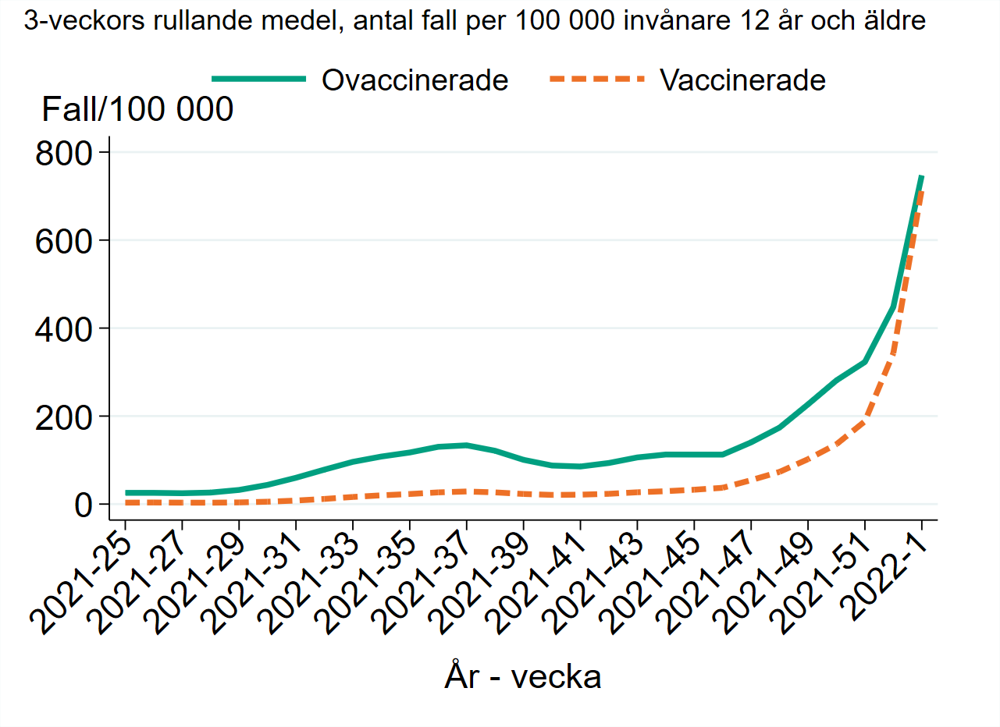 3-veckors rullande medel, antal fall per 100 000 invånare 12 år och äldre
Ovaccinerade Vaccinerade
Fall/100 000
800
600
400
200
0
2021-25 2021-27 2021-29 2021-31 2021-33 2021-35 2021-37 2021-39 2021-41 2021-43 2021-45 2021-47 2021-49 2021-51 2022-1
År - vecka